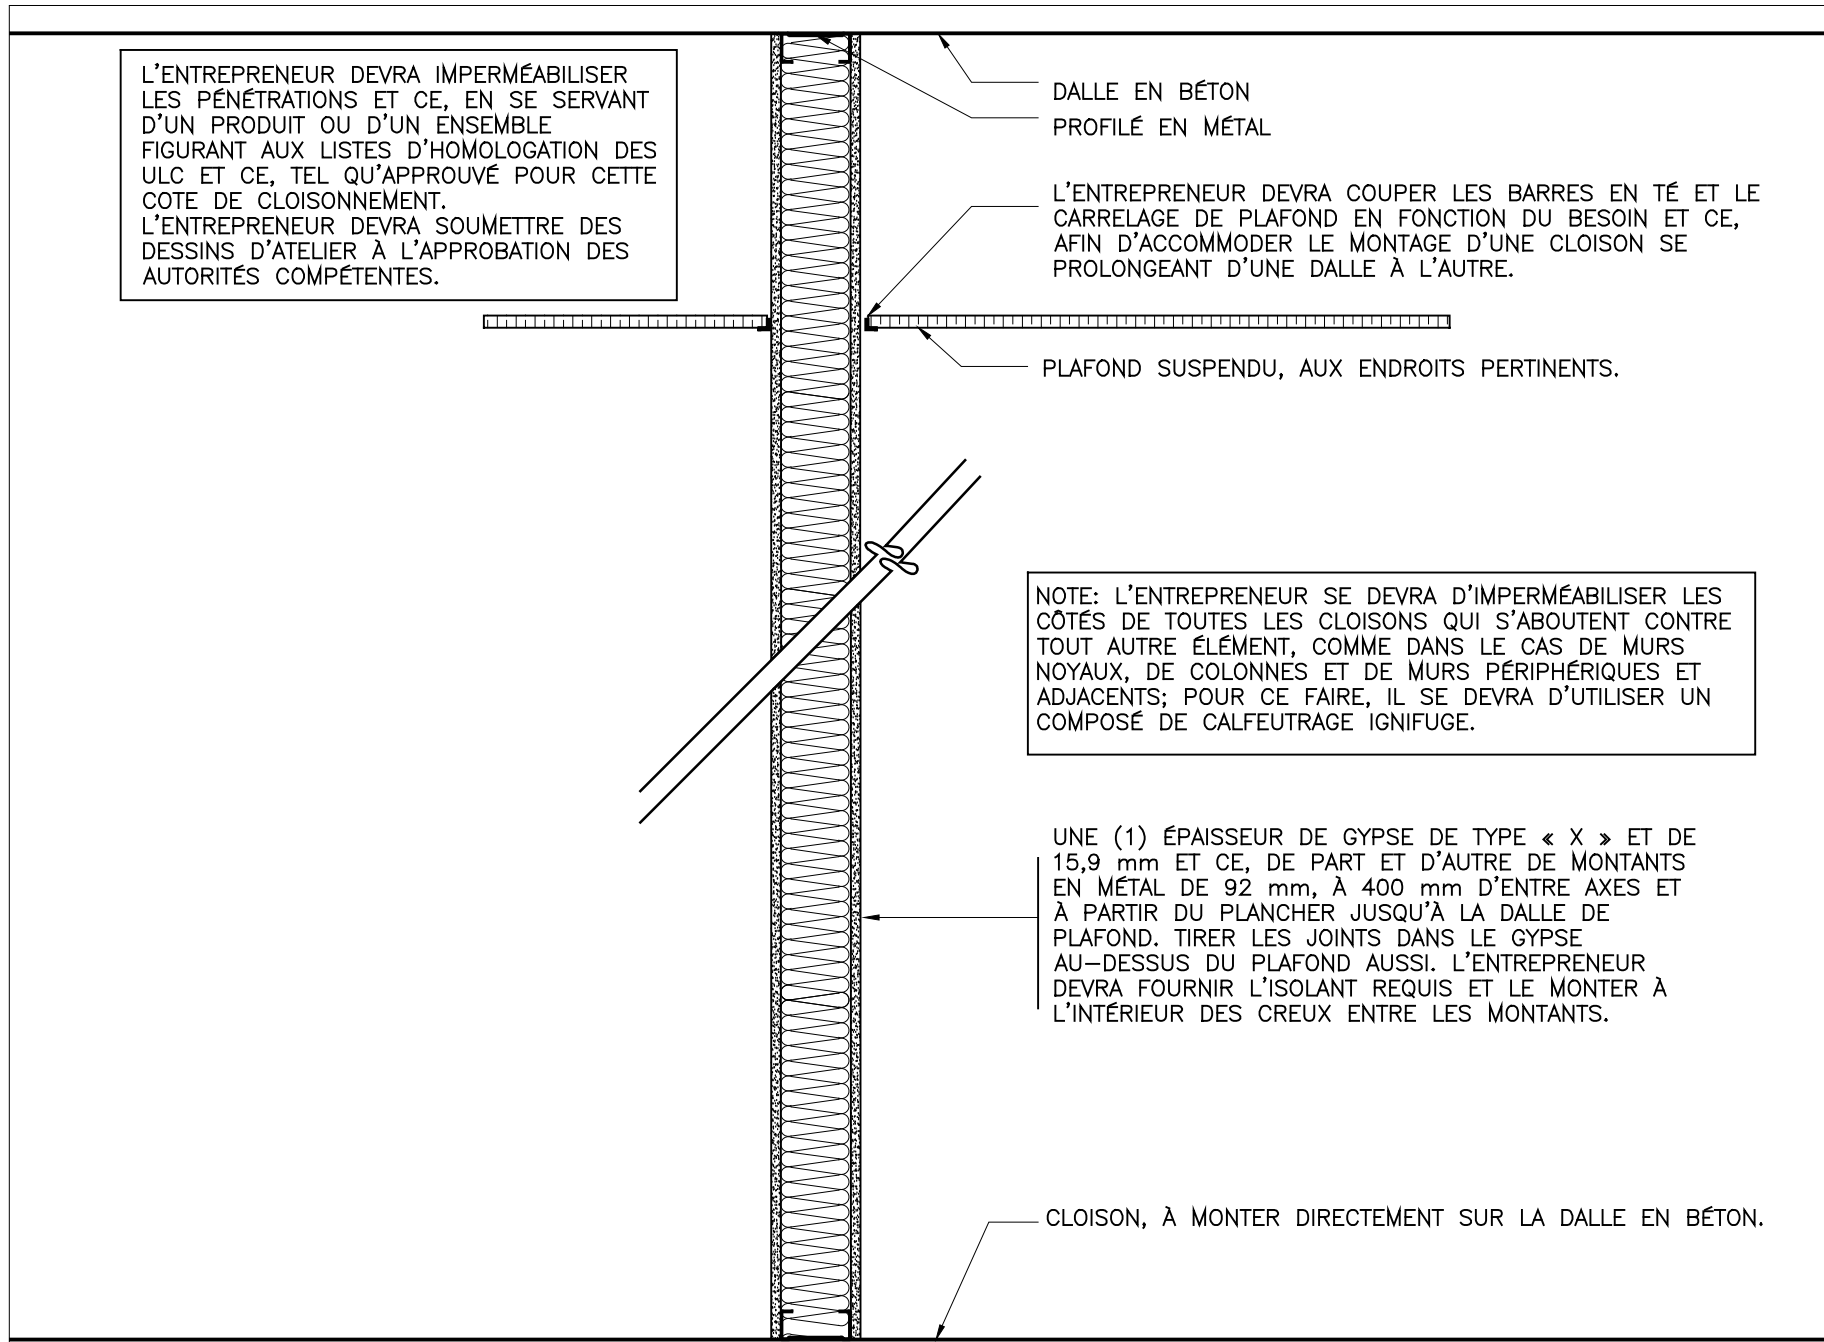 L'ENTREPRENEUR DEVRA IMPERMÉABILISER
LES PÉNÉTRATIONS ET CE, EN SE SERVANT
D'UN PRODUIT OU D'UN ENSEMBLE
FIGURANT AUX LISTES D'HOMOLOGATION DES
ULC ET CE, TEL QU'APPROUVÉ POUR CETTE
COTE DE CLOISONNEMENT.
L'ENTREPRENEUR DEVRA SOUMETTRE DES
DESSINS D'ATELIER À L'APPROBATION DES
AUTORITÉS COMPÉTENTES.
DALLE EN BÉTON
PROFILÉ EN MÉTAL
L'ENTREPRENEUR DEVRA COUPER LES BARRES EN TÉ ET LE
CARRELAGE DE PLAFOND EN FONCTION DU BESOIN ET CE,
AFIN D'ACCOMMODER LE MONTAGE D'UNE CLOISON SE
PROLONGEANT D'UNE DALLE À L'AUTRE.
PLAFOND SUSPENDU, AUX ENDROITS PERTINENTS.
NOTE: L'ENTREPRENEUR SE DEVRA D'IMPERMÉABILISER LES
CÔTÉS DE TOUTES LES CLOISONS QUI S'ABOUTENT CONTRE
TOUT AUTRE ÉLÉMENT, COMME DANS LE CAS DE MURS
NOYAUX, DE COLONNES ET DE MURS PÉRIPHÉRIQUES ET
ADJACENTS; POUR CE FAIRE, IL SE DEVRA D'UTILISER UN
COMPOSÉ DE CALFEUTRAGE IGNIFUGE.
UNE (1) ÉPAISSEUR DE GYPSE DE TYPE « X » ET DE
15,9 mm ET CE, DE PART ET D'AUTRE DE MONTANTS
EN MÉTAL DE 92 mm, À 400 mm D'ENTRE AXES ET
À PARTIR DU PLANCHER JUSQU'À LA DALLE DE
PLAFOND. TIRER LES JOINTS DANS LE GYPSE
AU-DESSUS DU PLAFOND AUSSI. L'ENTREPRENEUR
DEVRA FOURNIR L'ISOLANT REQUIS ET LE MONTER À
L'INTÉRIEUR DES CREUX ENTRE LES MONTANTS.
CLOISON, À MONTER DIRECTEMENT SUR LA DALLE EN BÉTON.